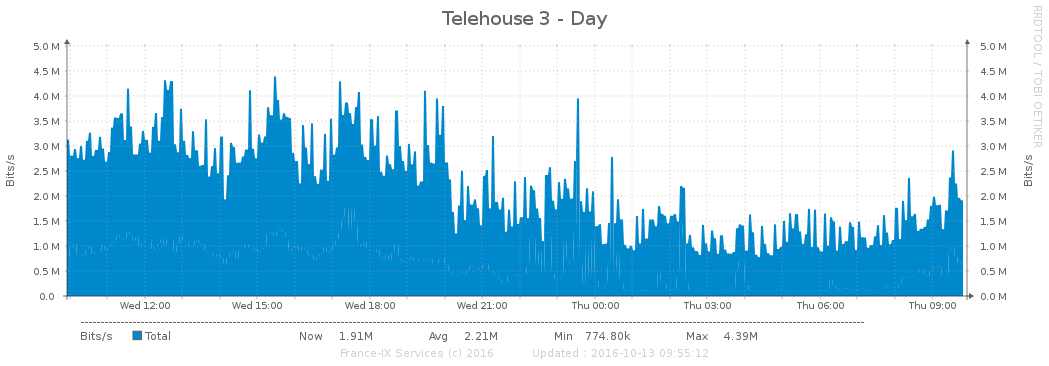 Telehouse 3 - Day
RRDTOOL / TOBI OETIKER
5.0 M 5.0 M
4.5 M 4.5 M
4.0 M 4.0 M
3.5 M 3.5 M
3.0 M 3.0 M
2.5 M 2.5 M
2.0 M 2.0 M
1.5 M 1.5 M
1.0 M 1.0 M
0.5 M 0.5 M
0.0 0.0 M
Bits/s
Bits/s
Wed 12:00 Wed 15:00 Wed 18:00 Wed 21:00 Thu 00:00 Thu 03:00 Thu 06:00 Thu 09:00
Bits/s Total Now 1.91M Avg 2.21M Min 774.80k Max 4.39M
France-IX Services (c) 2016 Updated : 2016-10-13 09:55:12